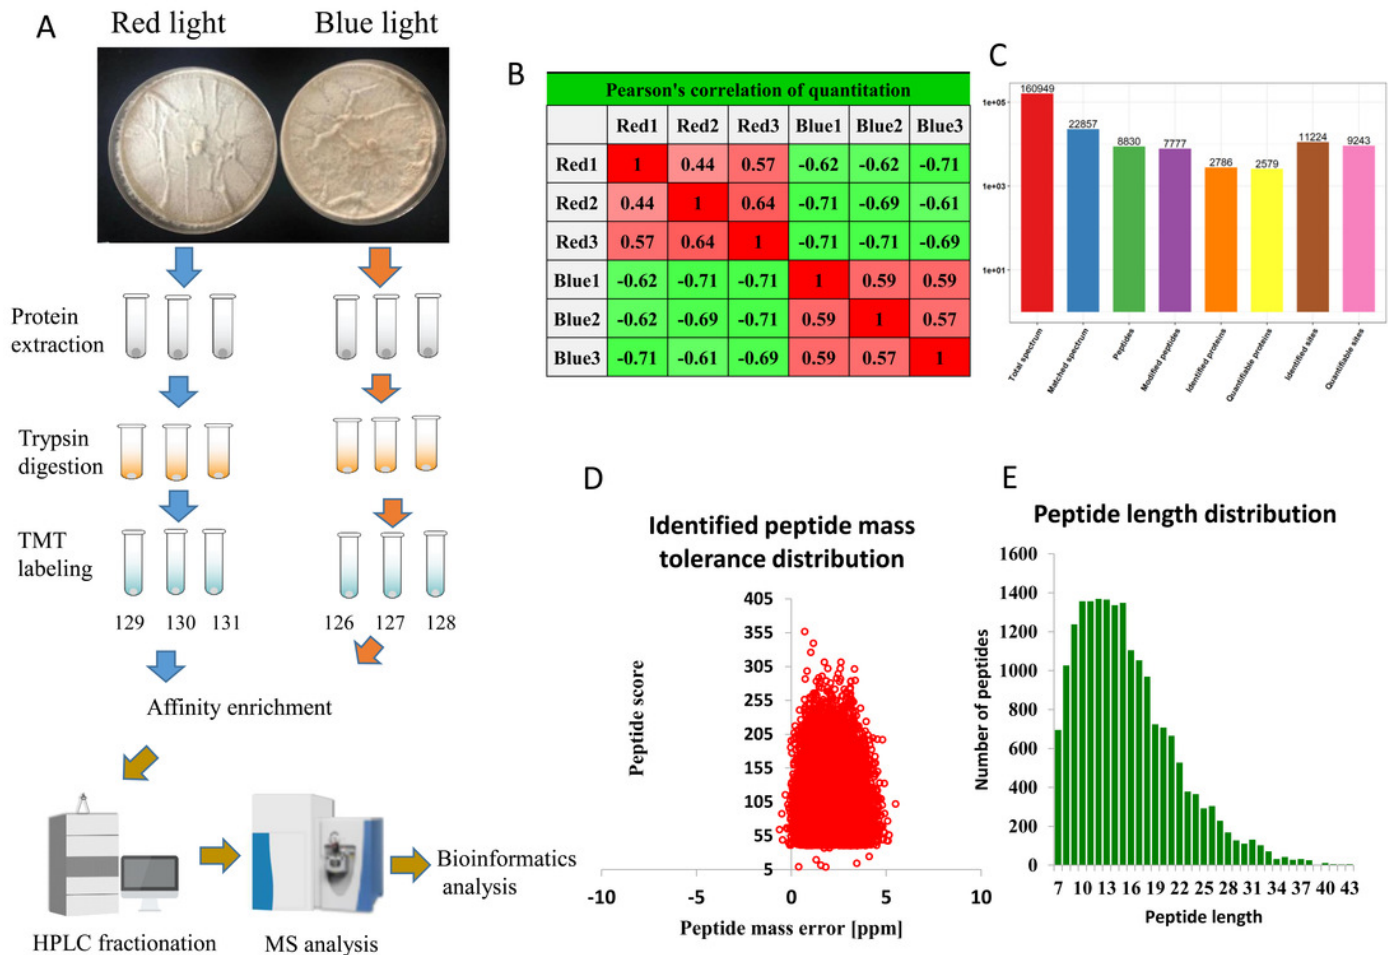 A
Red light
Blue light
Protein
extraction
Trypsin
digestion
TMT
labeling
129 130 131
126 127 128
Affinity enrichment
HPLC fractionation
MS analysis
Bioinformatics
analysis
B
Pearson's correlation of quantitation
Red1 Red2 Red3 Blue1 Blue2 Blue3
Red1 1 0.44 0.57 -0.62 -0.62 -0.71
Red2 0.44 1 0.64 -0.71 -0.69 -0.61
Red3 0.57 0.64 1 -0.71 -0.71 -0.69
Blue1 -0.62 -0.71 -0.71 1 0.59 0.59
Blue2 -0.62 -0.69 -0.71 0.59 1 0.57
Blue3 -0.71 -0.61 -0.69 0.59 0.57 1
C
1e+05
1e+03
1e+01
160949
22857
8830
7777
2786
2579
11224
9243
Total spectrum
Matched spectrum
Peptides
Modified peptides
Identified proteins
Quantifiable proteins
Identified sites
Quantifiable sites
D
Identified peptide mass
tolerance distribution
Peptide score
405
355
305
255
205
155
105
55
5
-10 -5 0 5 10
Peptide mass error [ppm]
E
Peptide length distribution
Number of peptides
1600
1400
1200
1000
800
600
400
200
0
7 10 13 16 19 22 25 28 31 34 37 40 43
Peptide length